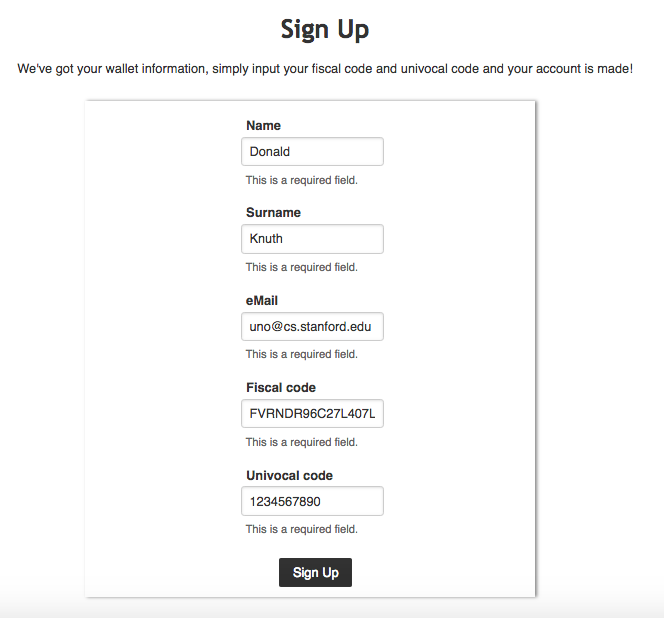 Sign Up
We've got your wallet information, simply input your fiscal code and univocal code and your account is made!
Name
Donald
This is a required field.
Surname
Knuth
This is a required field.
eMail
uno@cs.stanford.edu
This is a required field.
Fiscal code
FVRNDR96C27L407L
This is a required field.
Univocal code
1234567890
This is a required field.
Sign Up